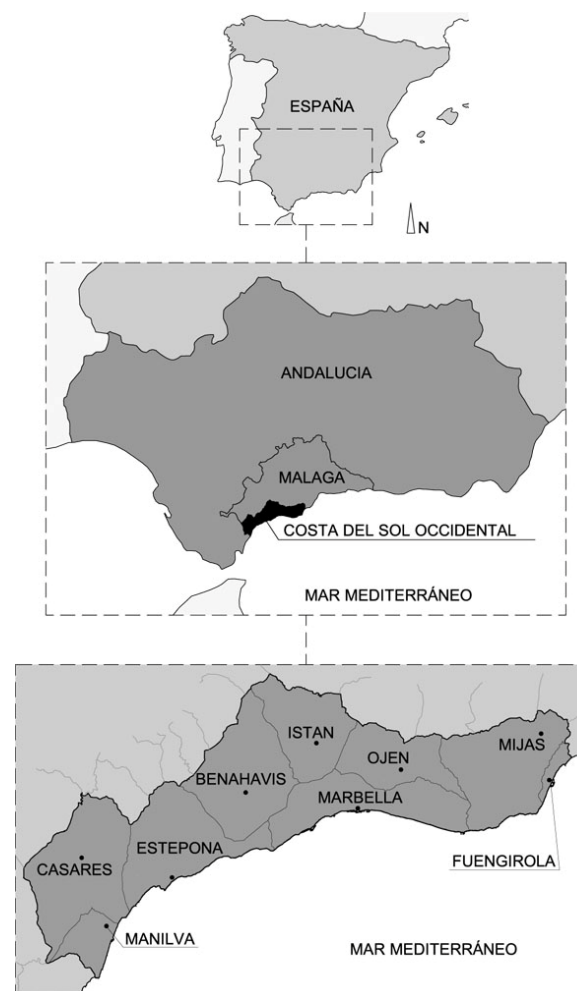 ESPAÑA
N
ANDALUCIA
MALAGA
COSTA DEL SOL OCCIDENTAL
MAR MEDITERRÁNEO
ISTAN
OJEN
MIJAS
BENAHAVIS
MARBELLA
ESTEPONA
FUENGIROLA
CASARES
MANILVA
MAR MEDITERRÁNEO